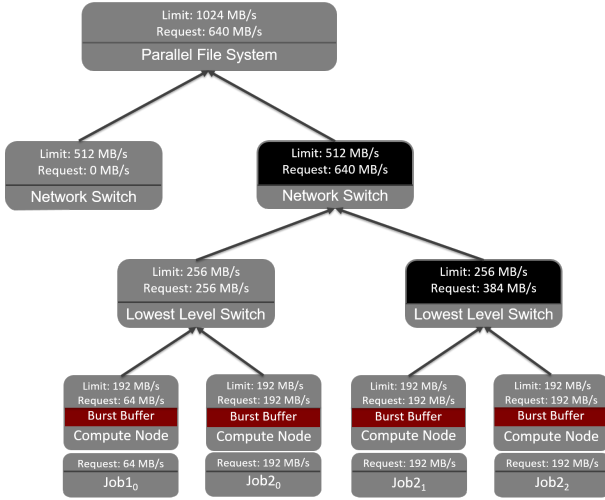 Limit: 1024 MB/s
Request: 640 MB/s
Parallel File System
Limit: 512 MB/s
Request: 0 MB/s
Network Switch
Limit: 512 MB/s
Request: 640 MB/s
Network Switch
Limit: 256 MB/s
Request: 256 MB/s
Lowest Level Switch
Limit: 256 MB/s
Request: 384 MB/s
Lowest Level Switch
Limit: 192 MB/s
Request: 64 MB/s
Burst Buffer
Compute Node
Request: 64 MB/s
Job1₀
Limit: 192 MB/s
Request: 192 MB/s
Burst Buffer
Compute Node
Request: 192 MB/s
Job2₀
Limit: 192 MB/s
Request: 192 MB/s
Burst Buffer
Compute Node
Request: 192 MB/s
Job2₁
Limit: 192 MB/s
Request: 192 MB/s
Burst Buffer
Compute Node
Request: 192 MB/s
Job2₂